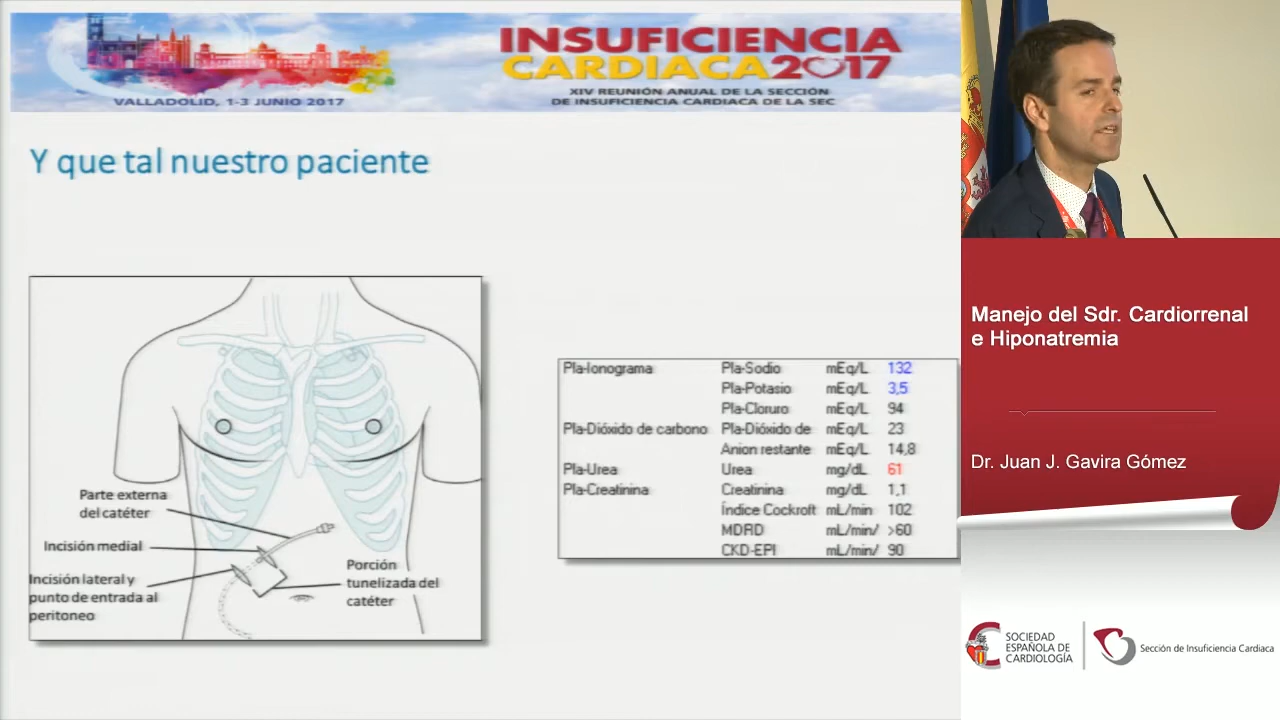 INSUFICIENCIA
CARDIACA2017
VALLADOLID, 1-3 JUNIO 2017
XIV REUNIÓN ANUAL DE LA SECCIÓN
DE INSUFICIENCIA CARDIACA DE LA SEC
Y que tal nuestro paciente
Parte externa
del catéter
Incisión medial
Incisión lateral y
punto de entrada al
peritoneo
Porción
tunelizada del
catéter
Pla-Ionograma Pla-Sodio mEq/L 132
Pla-Potasio mEq/L 3,5
Pla-Cloruro mEq/L 94
Pla-Dióxido de carbono Pla-Dióxido de mEq/L 23
Anion restante mEq/L 14,8
Pla-Urea Urea mg/dL 61
Pla-Creatinina Creatinina mg/dL 1,1
Índice Cockroft mL/min 102
MDRD mL/min/ >60
CKD-EPI mL/min/ 90
Manejo del Sdr. Cardiorrenal
e Hiponatremia
Dr. Juan J. Gavira Gómez
SOCIEDAD
ESPAÑOLA DE
CARDIOLOGÍA
Sección de Insuficiencia Cardiaca